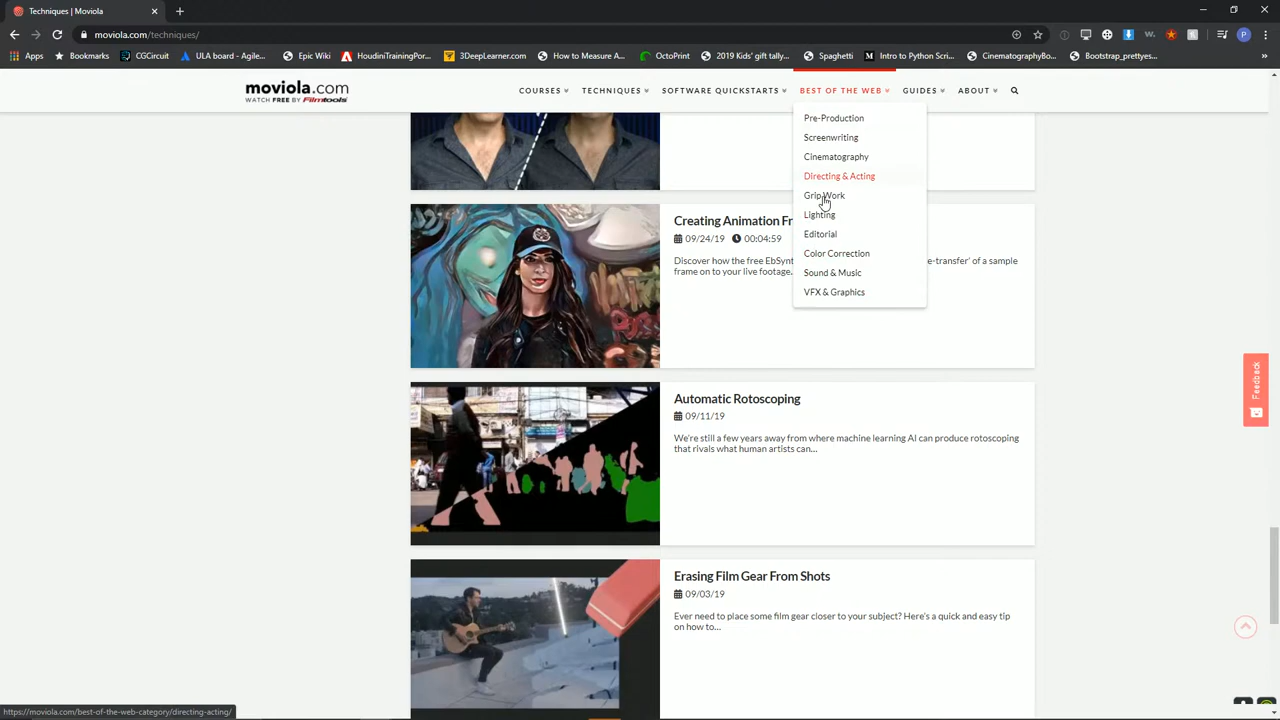 Techniques
moviola.com/techniques/
Apps
Bookmarks
CGCircuit
ULA board - Agile...
Epic Wiki
HoudiniTrainingPor...
3DeepLearner.com
How to Measure A...
OctoPrint
2019 Kids' gift tally...
Spaghetti
Intro to Python Scri...
CinematographyBo...
Bootstrap_prettyes...
moviola.com
WATCH FREE BY Filmtools
COURSES
TECHNIQUES
SOFTWARE QUICKSTARTS
BEST OF THE WEB
GUIDES
ABOUT
Pre-Production
Screenwriting
Cinematography
Directing & Acting
Grip Work
Lighting
Editorial
Color Correction
Sound & Music
VFX & Graphics
Creating Animation Fr
09/24/19 00:04:59
Discover how the free EbSynt
e-transfer' of a sample
frame on to your live footage.
Automatic Rotoscoping
09/11/19
We're still a few years away from where machine learning AI can produce rotoscoping
that rivals what human artists can...
Erasing Film Gear From Shots
09/03/19
Ever need to place some film gear closer to your subject? Here's a quick and easy tip
on how to...
Feedback
https://moviola.com/best-of-the-web-category/directing-acting/